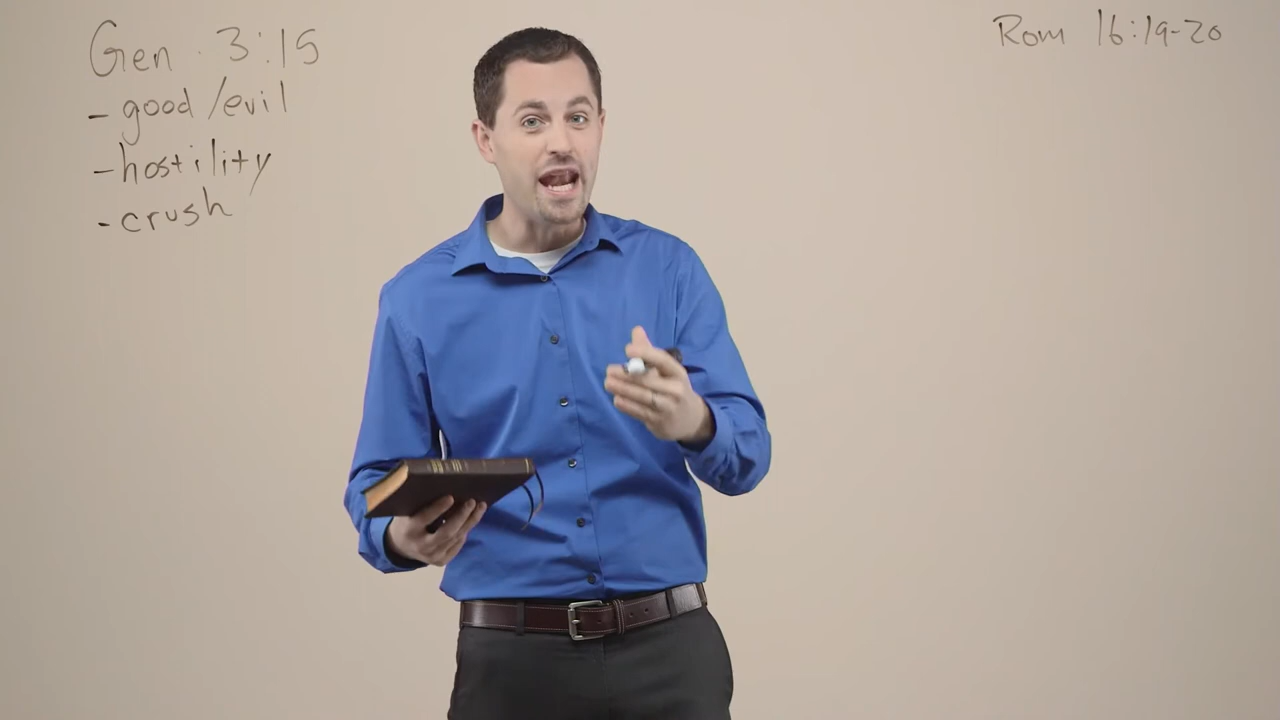 Gen. 3:15
- good/evil
- hostility
- crush
Rom 16:19-20